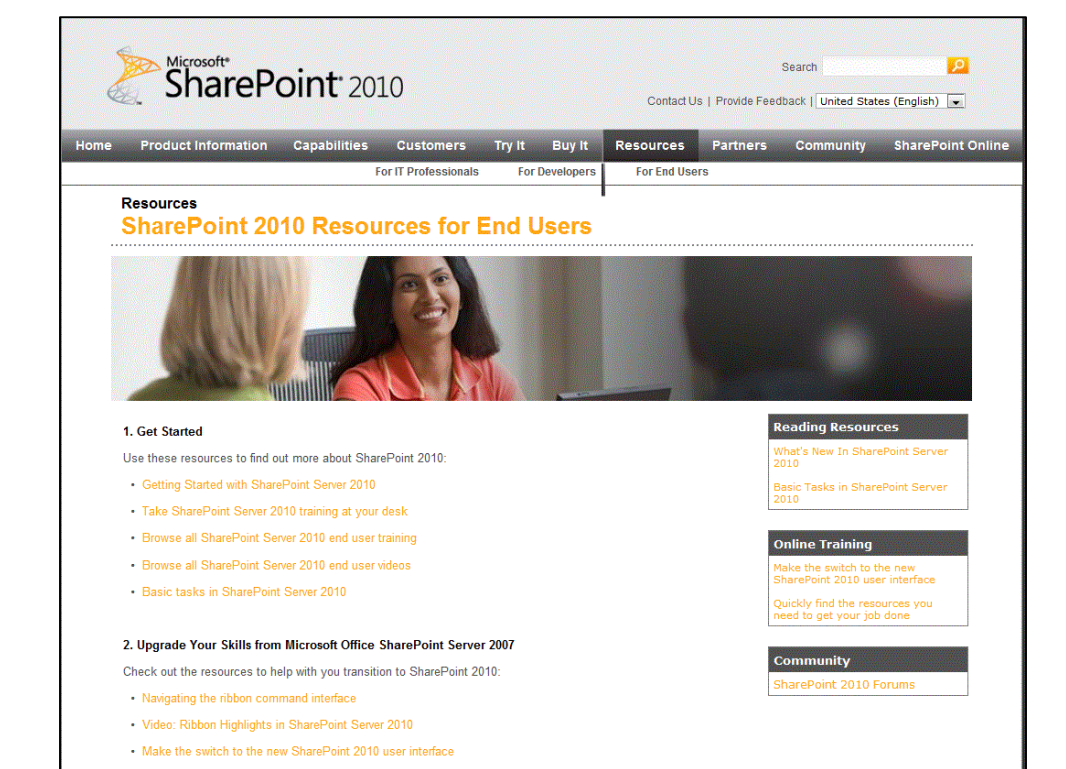 Microsoft®
SharePoint® 2010
Search
Contact Us | Provide Feedback | United States (English)
Home Product Information Capabilities Customers Try It Buy It Resources Partners Community SharePoint Online
For IT Professionals For Developers For End Users
Resources
SharePoint 2010 Resources for End Users
1. Get Started
Use these resources to find out more about SharePoint 2010:
• Getting Started with SharePoint Server 2010
• Take SharePoint Server 2010 training at your desk
• Browse all SharePoint Server 2010 end user training
• Browse all SharePoint Server 2010 end user videos
• Basic tasks in SharePoint Server 2010
2. Upgrade Your Skills from Microsoft Office SharePoint Server 2007
Check out the resources to help with you transition to SharePoint 2010:
• Navigating the ribbon command interface
• Video: Ribbon Highlights in SharePoint Server 2010
• Make the switch to the new SharePoint 2010 user interface
Reading Resources
What's New In SharePoint Server
2010
Basic Tasks in SharePoint Server
2010
Online Training
Make the switch to the new
SharePoint 2010 user interface
Quickly find the resources you
need to get your job done
Community
SharePoint 2010 Forums